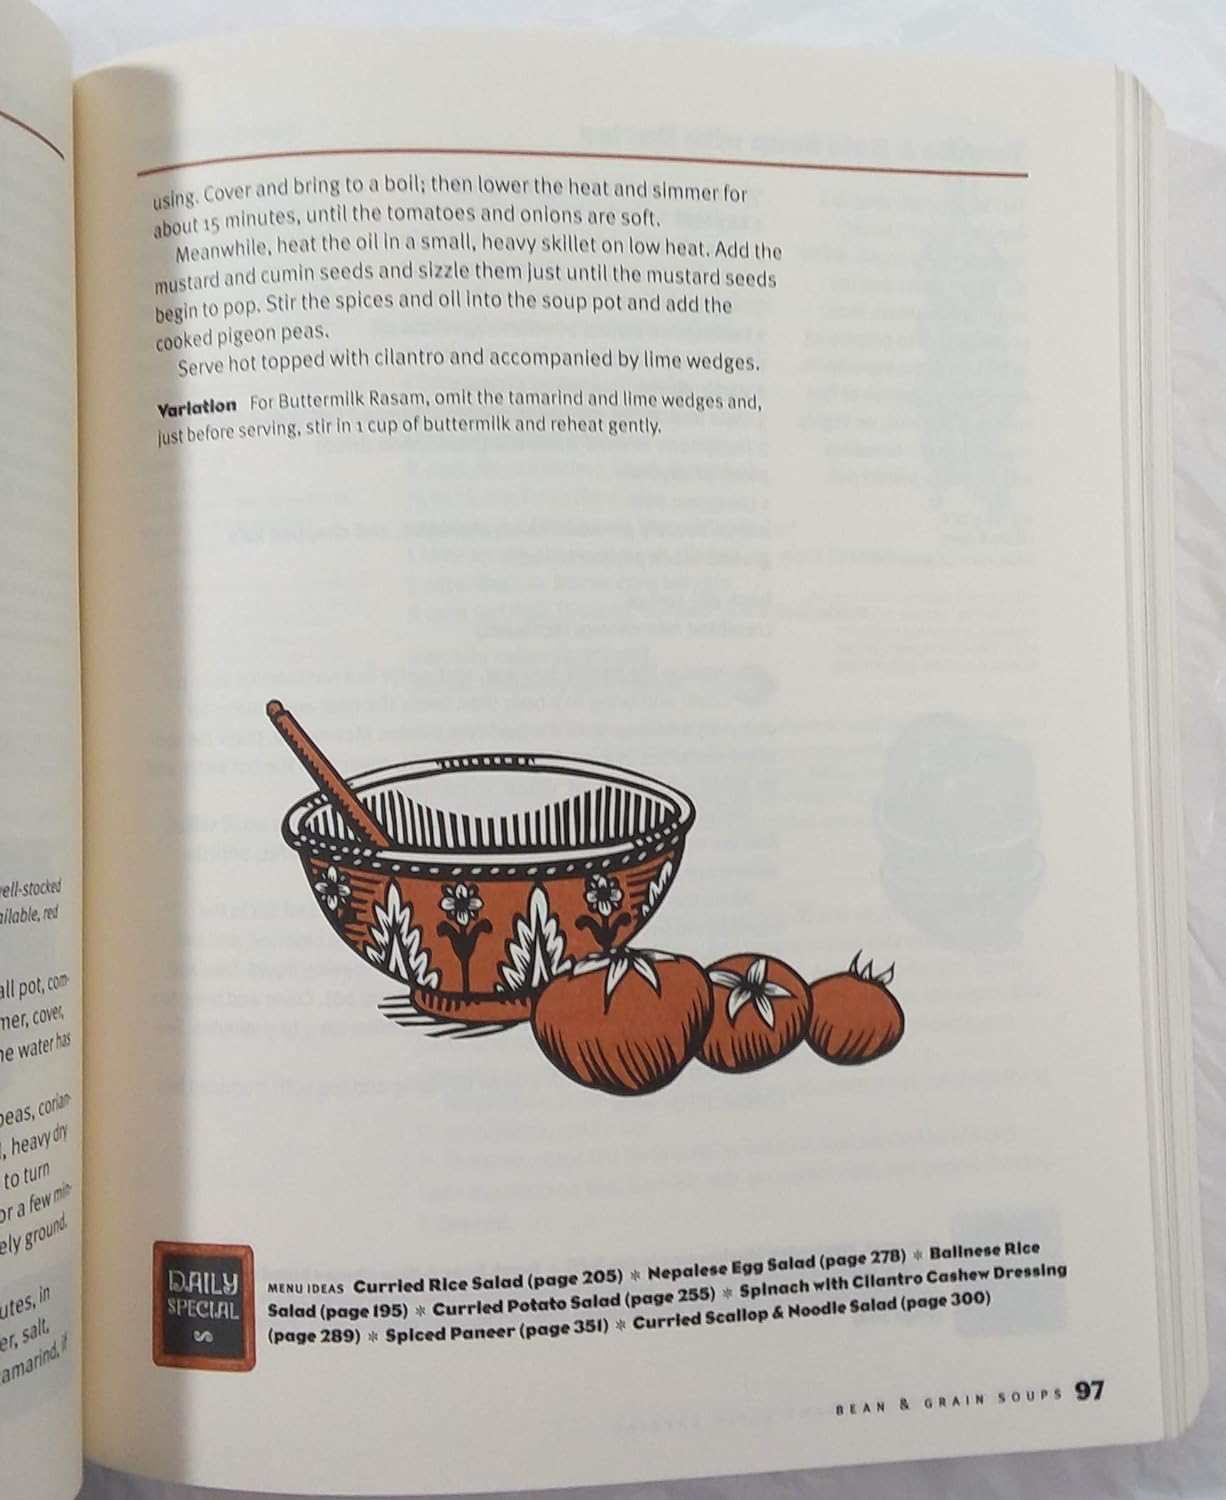 ell-stocked
ailable, red
all pot, com-
mer, cover,
he water has
peas, corian-
, heavy dry
to turn
or a few min-
ely ground.
utes, in
er, salt,
amarind, if
using. Cover and bring to a boil; then lower the heat and simmer for
about 15 minutes, until the tomatoes and onions are soft.
Meanwhile, heat the oil in a small, heavy skillet on low heat. Add the
mustard and cumin seeds and sizzle them just until the mustard seeds
begin to pop. Stir the spices and oil into the soup pot and add the
cooked pigeon peas.
Serve hot topped with cilantro and accompanied by lime wedges.
Variation For Buttermilk Rasam, omit the tamarind and lime wedges and,
just before serving, stir in 1 cup of buttermilk and reheat gently.
DAILY
SPECIAL
MENU IDEAS Curried Rice Salad (page 205) * Nepalese Egg Salad (page 278) * Balinese Rice
Salad (page 195) * Curried Potato Salad (page 255) * Spinach with Cilantro Cashew Dressing
(page 289) * Spiced Paneer (page 351) * Curried Scallop & Noodle Salad (page 300)
BEAN & GRAIN SOUPS 97